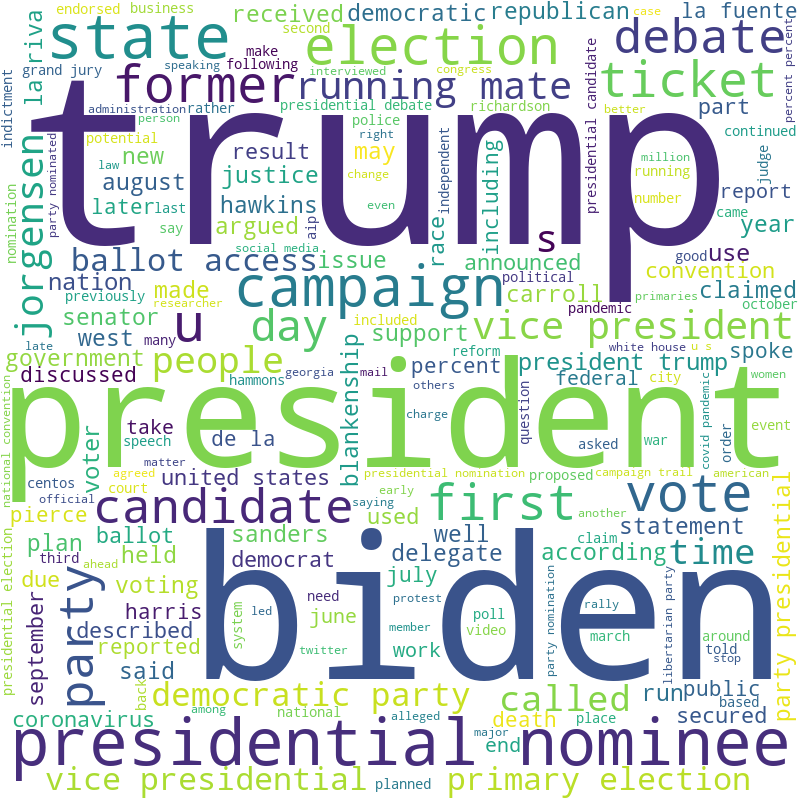 endorsed business
received democratic republican la fuente
case
second
congress
grand jury
speaking
make
following
interviewed
riva
state
election
debate
former running mate
ticket
indictment
presidential candidate
percent percent
administration rather
presidential debate
richardson
part
person
police
better
continued
trump
potential
right
law
change
even
million
running
number
judge
new
result
may
august
justice
report
later last
hawkins
say
argued
race
including
independent
came
year
nomination
party nominated
jorgensen la
aip
social media
s
ballot access issue
announced
good use
nation
political
convention
made
campaign
carroll
pandemic
primaries
claimed
previously
researcher
senator
many
included
october
u
day
support
vice president
west
late
reform
white house
u s
spoke
government people
percent
president trump
discussed
hammons
georgia
mail
others
federal
city
women
president
take
charge
question
war
covid pandemic
order
event
voter
speech
de la
blankenship
asked
national convention
matter
agreed
united states
presidential nomination
proposed
campaign trail
american
centos
official
court
saying
early
candidate
first
vote
pierce
used
another
statement
plan
ballot
sanders
well
third
ahead
held
democrat
delegate
according time
claim
due
voting
july
need
biden
party
harris
june
protest
poll
rally
september
described
system
led
member
video
march
around
party nomination
libertarian party
reported
twitter
work
told
stop
presidential election
said
back
democratic party
called
run public
based
party presidential
coronavirus
among
national
alleged
death
place
secured
presidential nominee
end
major
vice presidential
planned
primary election